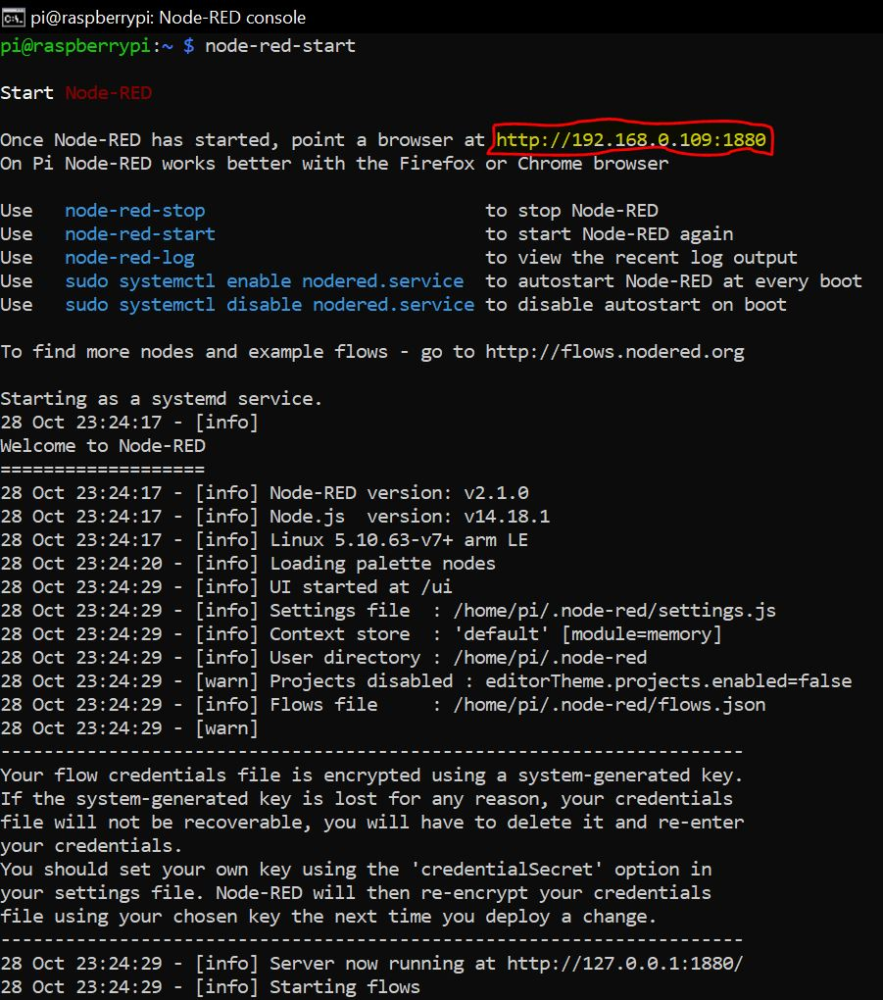 pi@raspberrypi: Node-RED console
pi@raspberrypi:~ $ node-red-start
Start Node-RED
Once Node-RED has started, point a browser at http://192.168.0.109:1880
On Pi Node-RED works better with the Firefox or Chrome browser
Use   node-red-stop                          to stop Node-RED
Use   node-red-start                         to start Node-RED again
Use   node-red-log                           to view the recent log output
Use   sudo systemctl enable nodered.service  to autostart Node-RED at every boot
Use   sudo systemctl disable nodered.service to disable autostart on boot
To find more nodes and example flows - go to http://flows.nodered.org
Starting as a systemd service.
28 Oct 23:24:17 - [info]
Welcome to Node-RED
===================
28 Oct 23:24:17 - [info] Node-RED version: v2.1.0
28 Oct 23:24:17 - [info] Node.js  version: v14.18.1
28 Oct 23:24:17 - [info] Linux 5.10.63-v7+ arm LE
28 Oct 23:24:20 - [info] Loading palette nodes
28 Oct 23:24:29 - [info] UI started at /ui
28 Oct 23:24:29 - [info] Settings file  : /home/pi/.node-red/settings.js
28 Oct 23:24:29 - [info] Context store  : 'default' [module=memory]
28 Oct 23:24:29 - [info] User directory : /home/pi/.node-red
28 Oct 23:24:29 - [warn] Projects disabled : editorTheme.projects.enabled=false
28 Oct 23:24:29 - [info] Flows file     : /home/pi/.node-red/flows.json
28 Oct 23:24:29 - [warn]
---------------------------------------------------------------------
Your flow credentials file is encrypted using a system-generated key.
If the system-generated key is lost for any reason, your credentials
file will not be recoverable, you will have to delete it and re-enter
your credentials.
You should set your own key using the 'credentialSecret' option in
your settings file. Node-RED will then re-encrypt your credentials
file using your chosen key the next time you deploy a change.
---------------------------------------------------------------------
28 Oct 23:24:29 - [info] Server now running at http://127.0.0.1:1880/
28 Oct 23:24:29 - [info] Starting flows